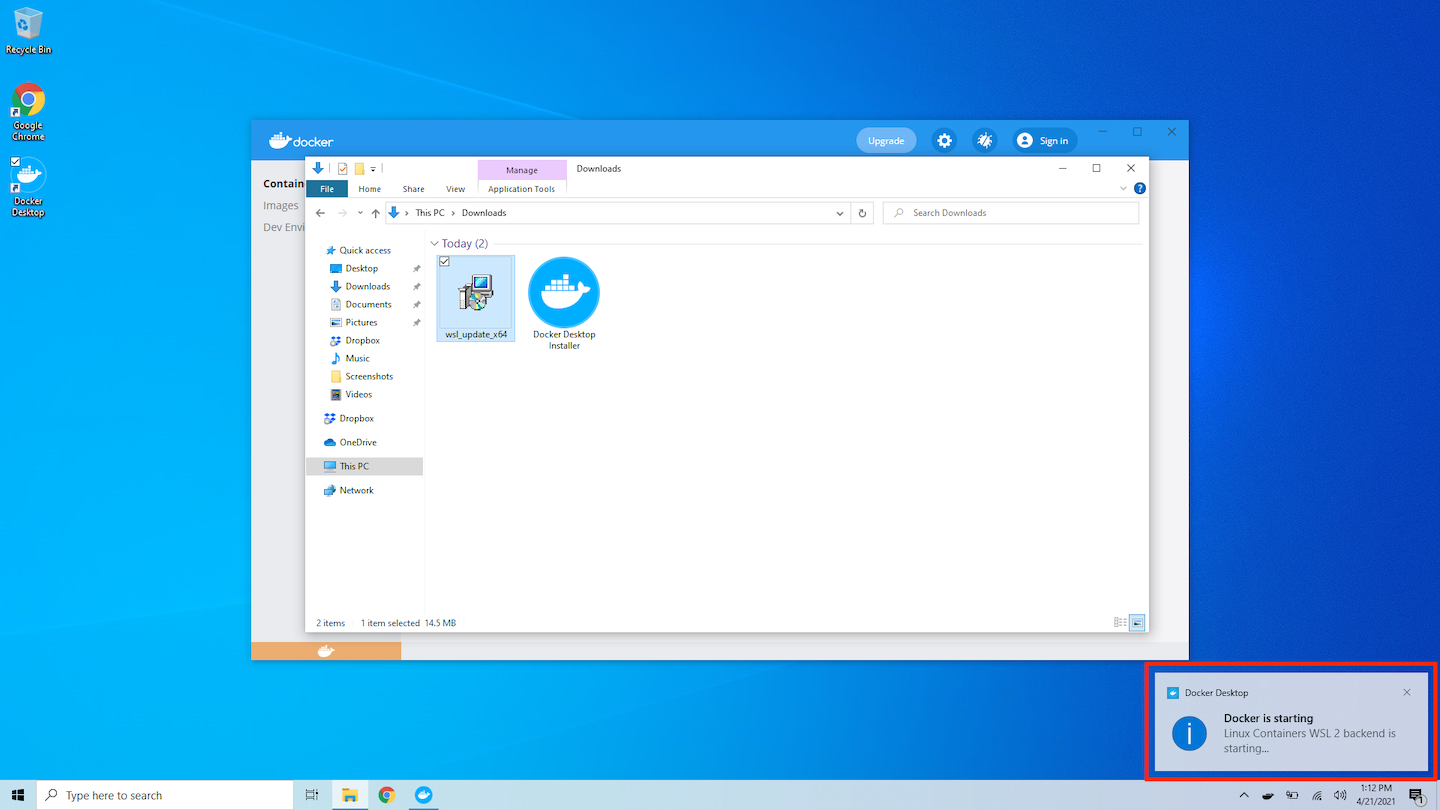 Recycle Bin
Google
Chrome
Docker
Desktop
docker
Upgrade
Sign in
Contain
Images
Dev Envi
Manage
Downloads
File
Home
Share
View
Application Tools
This PC
Downloads
Search Downloads
Quick access
Desktop
Downloads
Documents
Pictures
Dropbox
Music
Screenshots
Videos
Dropbox
OneDrive
This PC
Network
Today (2)
wsl_update_x64
Docker Desktop
Installer
2 items
1 item selected 14.5 MB
Docker Desktop
Docker is starting
Linux Containers WSL 2 backend is
starting...
Type here to search
1:12 PM
4/21/2021
1